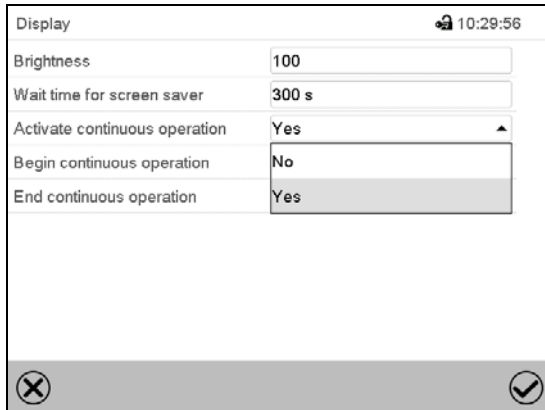 Display 10:29:56
Brightness 100
Wait time for screen saver 300 s
Activate continuous operation Yes
Begin continuous operation No
End continuous operation Yes